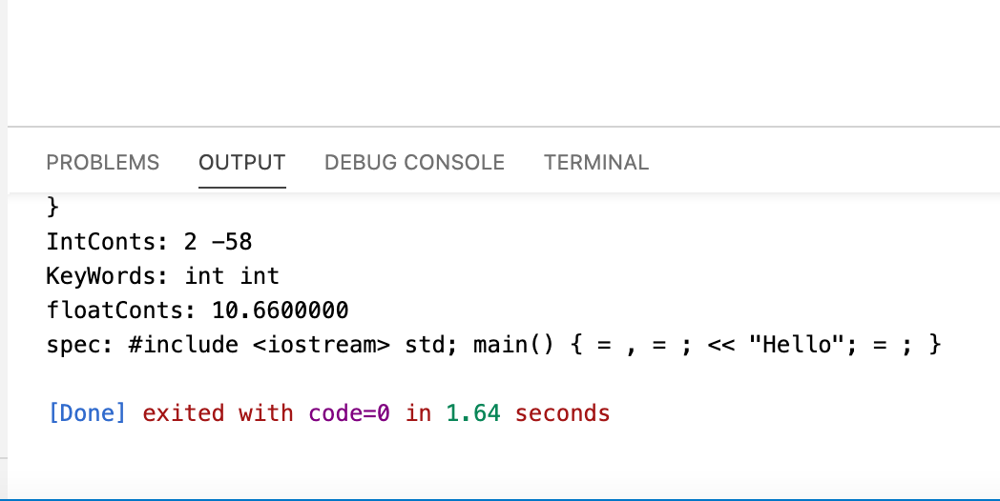 PROBLEMS OUTPUT DEBUG CONSOLE TERMINAL
}
IntConts: 2 -58
KeyWords: int int
floatConts: 10.6600000
spec: #include <iostream> std; main() { = , = ; << "Hello"; = ; }
[Done] exited with code=0 in 1.64 seconds